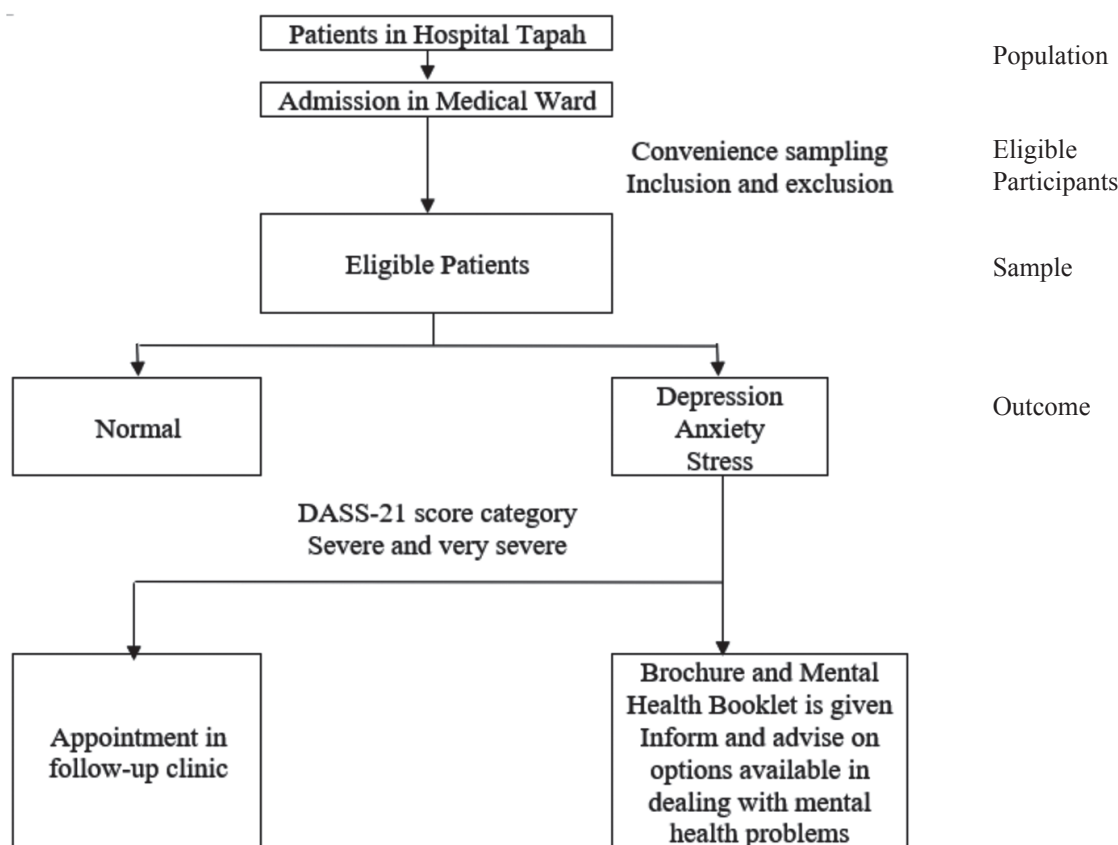 Patients in Hospital Tapah
Population
Admission in Medical Ward
Convenience sampling
Inclusion and exclusion
Eligible
Participants
Eligible Patients
Sample
Normal
Depression
Anxiety
Stress
Outcome
DASS-21 score category
Severe and very severe
Appointment in
follow-up clinic
Brochure and Mental
Health Booklet is given
Inform and advise on
options available in
dealing with mental
health problems